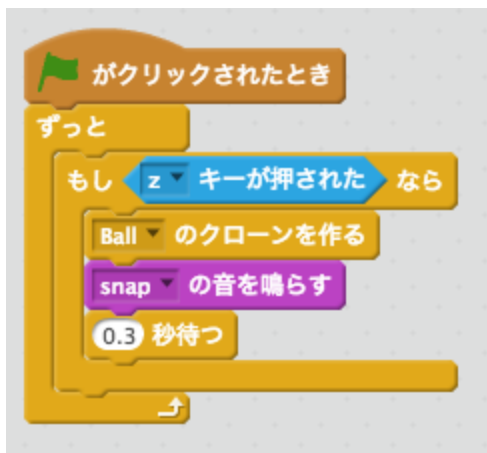 がクリックされたとき
ずっと
もし z キーが押された なら
Ball のクローンを作る
snap の音を鳴らす
0.3 秒待つ